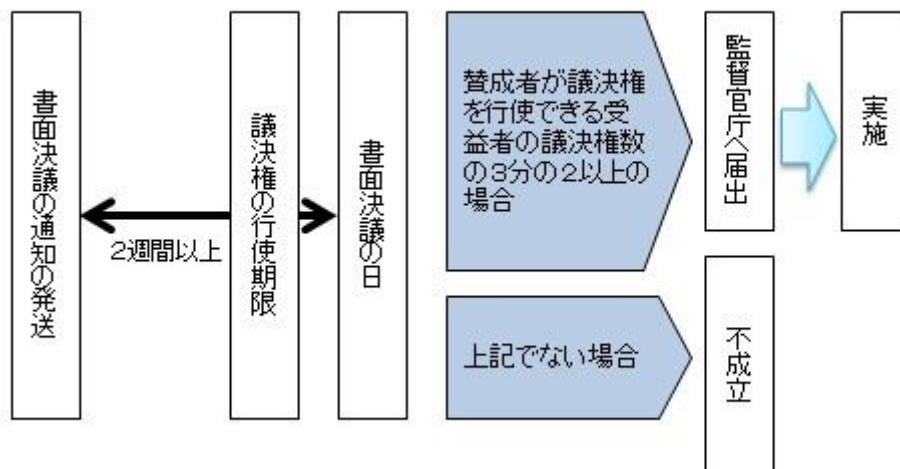 書面決議の通知の発送
2週間以上
議決権の行使期限
書面決議の日
賛成者が議決権
を行使できる受
益者の議決権数
の3分の2以上の
場合
監督官庁へ届出
実施
上記でない場合
不成立